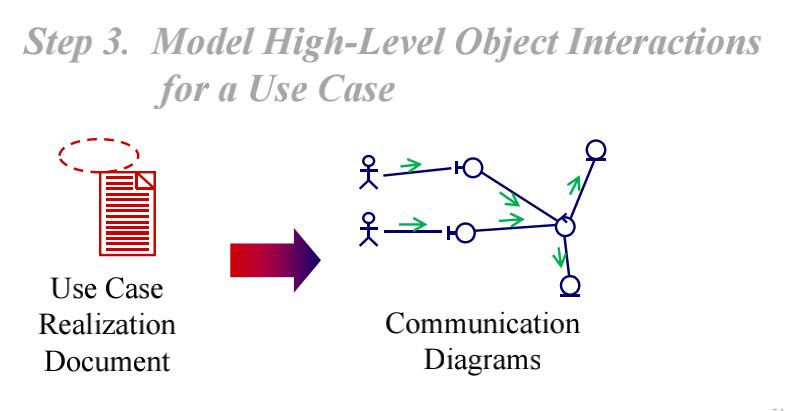 Step 3. Model High-Level Object Interactions
for a Use Case
Use Case
Realization
Document
Communication
Diagrams